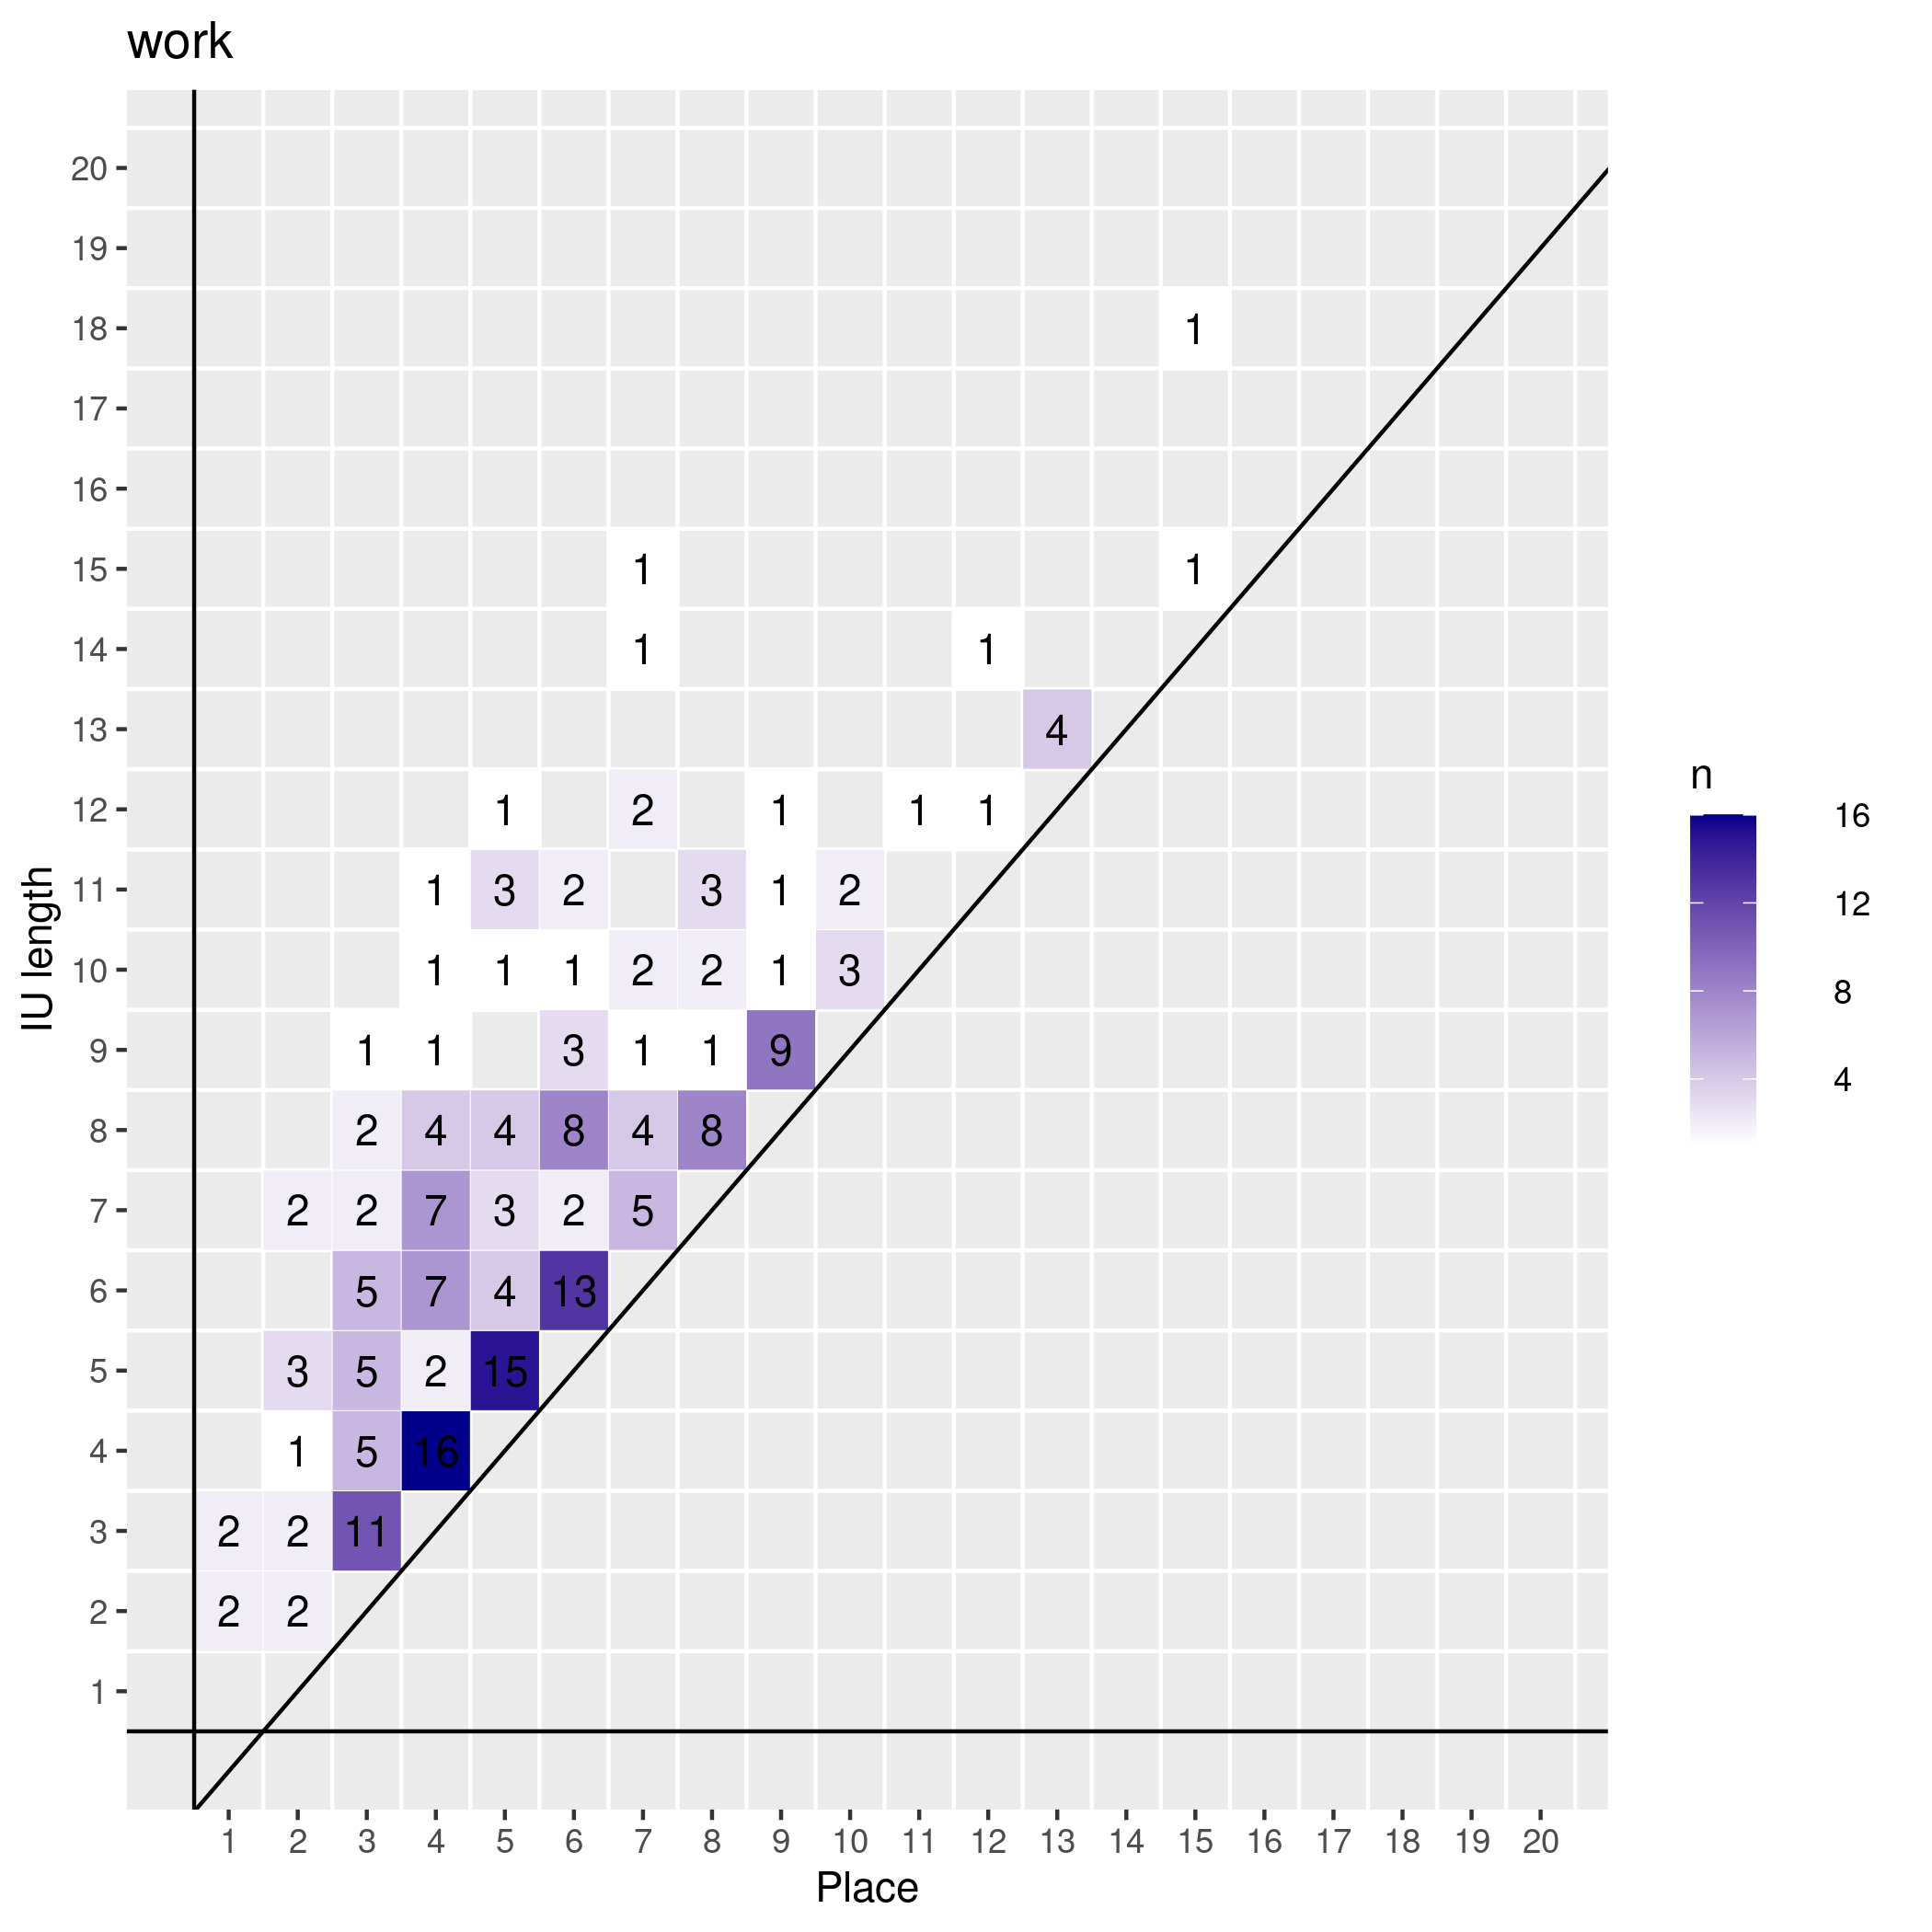 work
20
19
18 1
17
16
15 1 1
14 1 1
13 4
12 1 2 1 1 1
11 1 3 2 3 1 2
10 1 1 1 2 2 1 3
9 1 1 3 1 1 9
8 2 4 4 8 4 8
7 2 2 7 3 2 5
6 5 7 4 13
5 3 5 2 15
4 1 5 16
3 2 2 11
2 2 2
1
1 2 3 4 5 6 7 8 9 10 11 12 13 14 15 16 17 18 19 20
Place
IU length
n
16
12
8
4